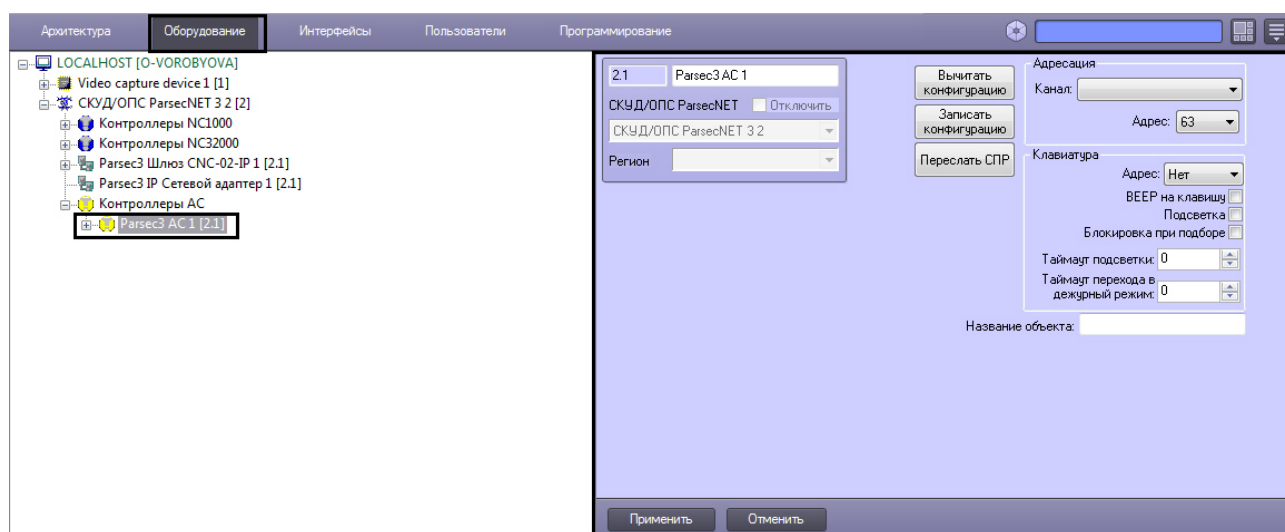 Архитектура Оборудование Интерфейсы Пользователи Программирование
LOCALHOST [O-VOROBYOVA]
Video capture device 1 [1]
СКУД/ОПС ParsecNET 3 2 [2]
Контроллеры NC1000
Контроллеры NC32000
Parsec3 Шлюз CNC-02-IP 1 [2.1]
Parsec3 IP Сетевой адаптер 1 [2.1]
Контроллеры AC
Parsec3 AC 1 [2.1]
2.1 Parsec3 AC 1
СКУД/ОПС ParsecNET Отключить
СКУД/ОПС ParsecNET 3 2
Регион
Вычитать
конфигурацию
Записать
конфигурацию
Переслать СПР
Адресация
Канал:
Адрес: 63
Клавиатура
Адрес: Нет
BEEP на клавишу
Подсветка
Блокировка при подборе
Таймаут подсветки: 0
Таймаут перехода в
дежурный режим: 0
Название объекта:
Применить Отменить